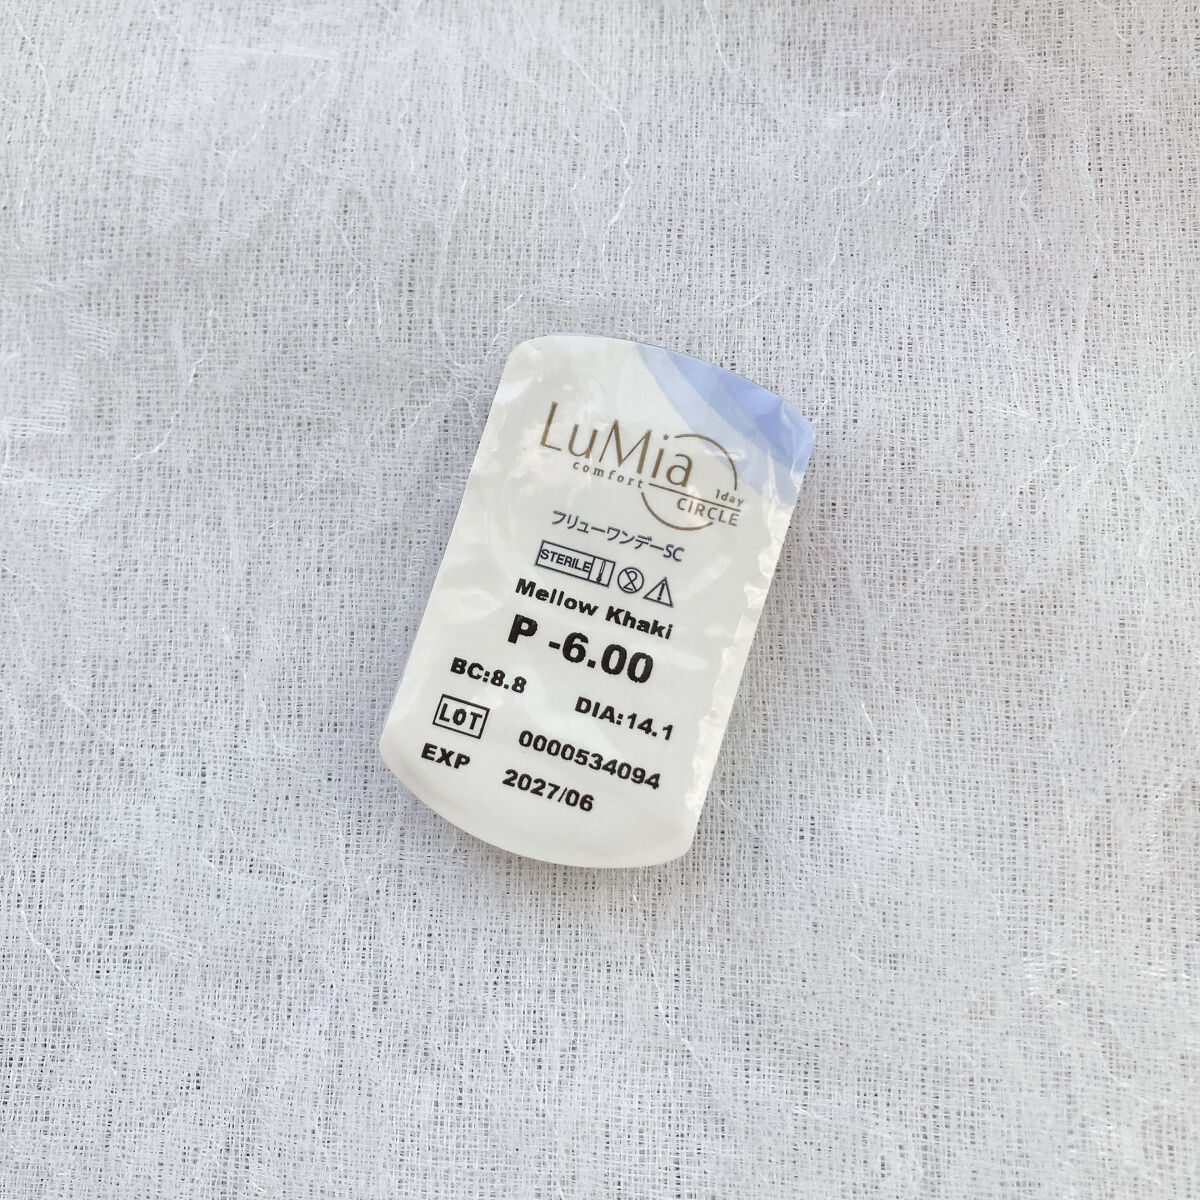 LuMia
comfort 1day
CIRCLE
フリューワンデーSC
STERILE
Mellow Khaki
P -6.00
BC:8.8 DIA:14.1
LOT 0000534094
EXP 2027/06